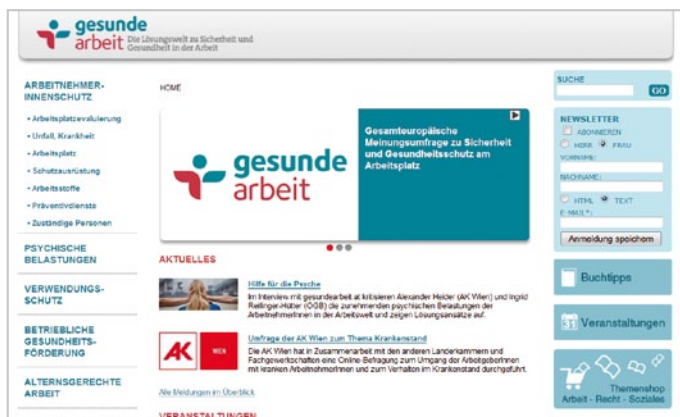 gesunde
arbeit
Die Lösungswelt zu Sicherheit und
Gesundheit in der Arbeit
ARBEITNEHMER-
INNENSCHUTZ
• Arbeitsplatzevaluierung
• Unfall, Krankheit
• Arbeitsplatz
• Schutzausrüstung
• Arbeitsstoffe
• Präventivdienste
• Zuständige Personen
PSYCHISCHE
BELASTUNGEN
VERWENDUNGS-
SCHUTZ
BETRIEBLICHE
GESUNDHEITS-
FÖRDERUNG
ALTERNSGERECHTE
ARBEIT
HOME
gesunde
arbeit
Gesamteuropäische
Meinungsumfrage zu Sicherheit
und Gesundheitsschutz am
Arbeitsplatz
AKTUELLES
Hilfe für die Psyche
Im Interview mit gesundearbeit.at kritisieren Alexander Heider (AK Wien) und Ingrid
Reifinger-Hütter (ÖGB) die zunehmenden psychischen Belastungen der
ArbeitnehmerInnen in der Arbeitswelt und zeigen Lösungsansätze auf.
AK WIEN
Umfrage der AK Wien zum Thema Krankenstand
Die AK Wien hat in Zusammenarbeit mit den anderen Länderkammern und
Fachgewerkschaften eine Online-Befragung zum Umgang der ArbeitgeberInnen
mit kranken ArbeitnehmerInnen und zum Verhalten im Krankenstand durchgeführt.
Alle Meldungen im Überblick
VERANSTALTUNGEN
SUCHE
GO
NEWSLETTER
ABONNIEREN
HERR FRAU
VORNAME:
NACHNAME:
HTML TEXT
E-MAIL*:
Anmeldung speichern
Buchtipps
31 Veranstaltungen
Themenshop
Arbeit - Recht - Soziales